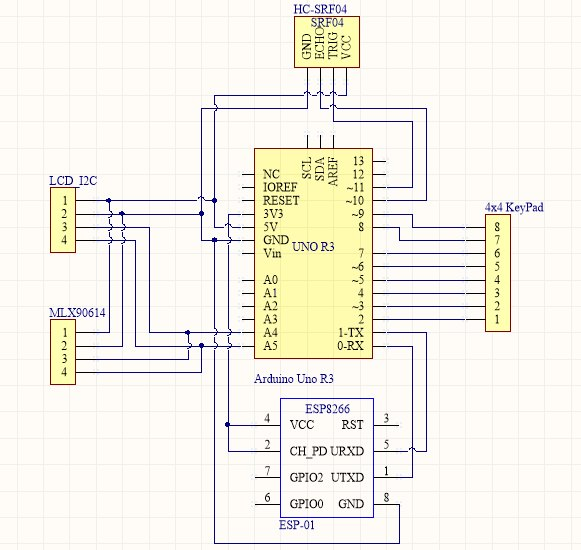 HC-SRF04
SRF04
GND
ECHO
TRIG
VCC
LCD_I2C
1
2
3
4
MLX90614
1
2
3
4
SCL
SDA
AREF
NC
IOREF
RESET
3V3
5V
GND
Vin
A0
A1
A2
A3
A4
A5
UNO R3
13
12
~11
~10
~9
8
7
~6
~5
4
~3
2
1-TX
0-RX
Arduino Uno R3
4x4 KeyPad
8
7
6
5
4
3
2
1
ESP8266
4 VCC RST 3
2 CH_PD URXD 5
7 GPIO2 UTXD 1
6 GPIO0 GND 8
ESP-01